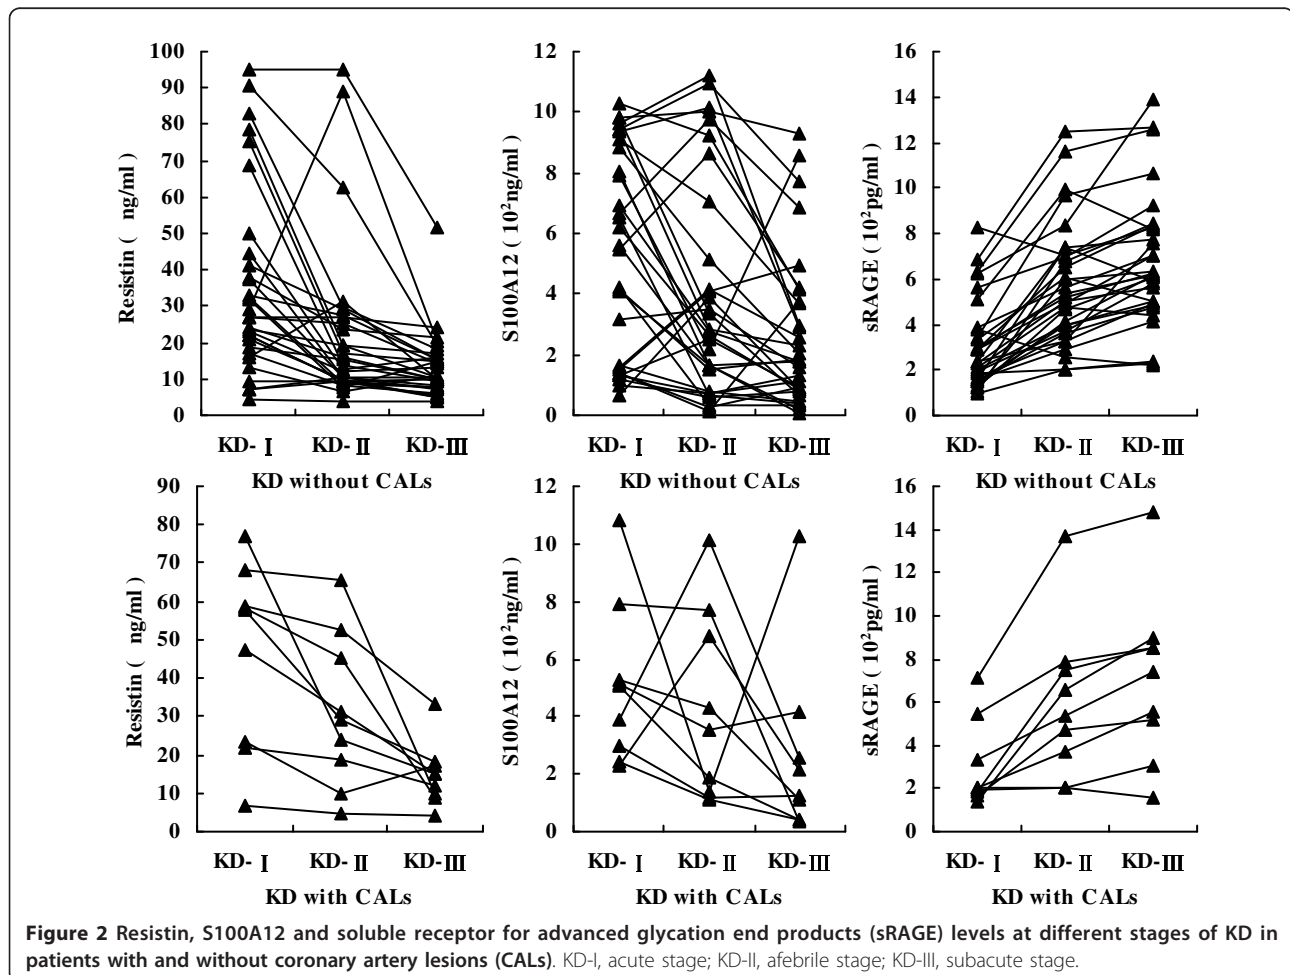 Resistin ( ng/ml )
100
90
80
70
60
50
40
30
20
10
0
KD- Ⅰ KD- Ⅱ KD-Ⅲ
KD without CALs
S100A12 ( 10²ng/ml )
12
10
8
6
4
2
0
KD- Ⅰ KD- Ⅱ KD-Ⅲ
KD without CALs
sRAGE ( 10²pg/ml )
16
14
12
10
8
6
4
2
0
KD- Ⅰ KD- Ⅱ KD-Ⅲ
KD without CALs
Resistin ( ng/ml )
90
80
70
60
50
40
30
20
10
0
KD- Ⅰ KD- Ⅱ KD-Ⅲ
KD with CALs
S100A12 ( 10²ng/ml )
12
10
8
6
4
2
0
KD- Ⅰ KD- Ⅱ KD-Ⅲ
KD with CALs
sRAGE ( 10²pg/ml )
16
14
12
10
8
6
4
2
0
KD- Ⅰ KD- Ⅱ KD-Ⅲ
KD with CALs
Figure 2 Resistin, S100A12 and soluble receptor for advanced glycation end products (sRAGE) levels at different stages of KD in
patients with and without coronary artery lesions (CALs). KD-I, acute stage; KD-II, afebrile stage; KD-III, subacute stage.